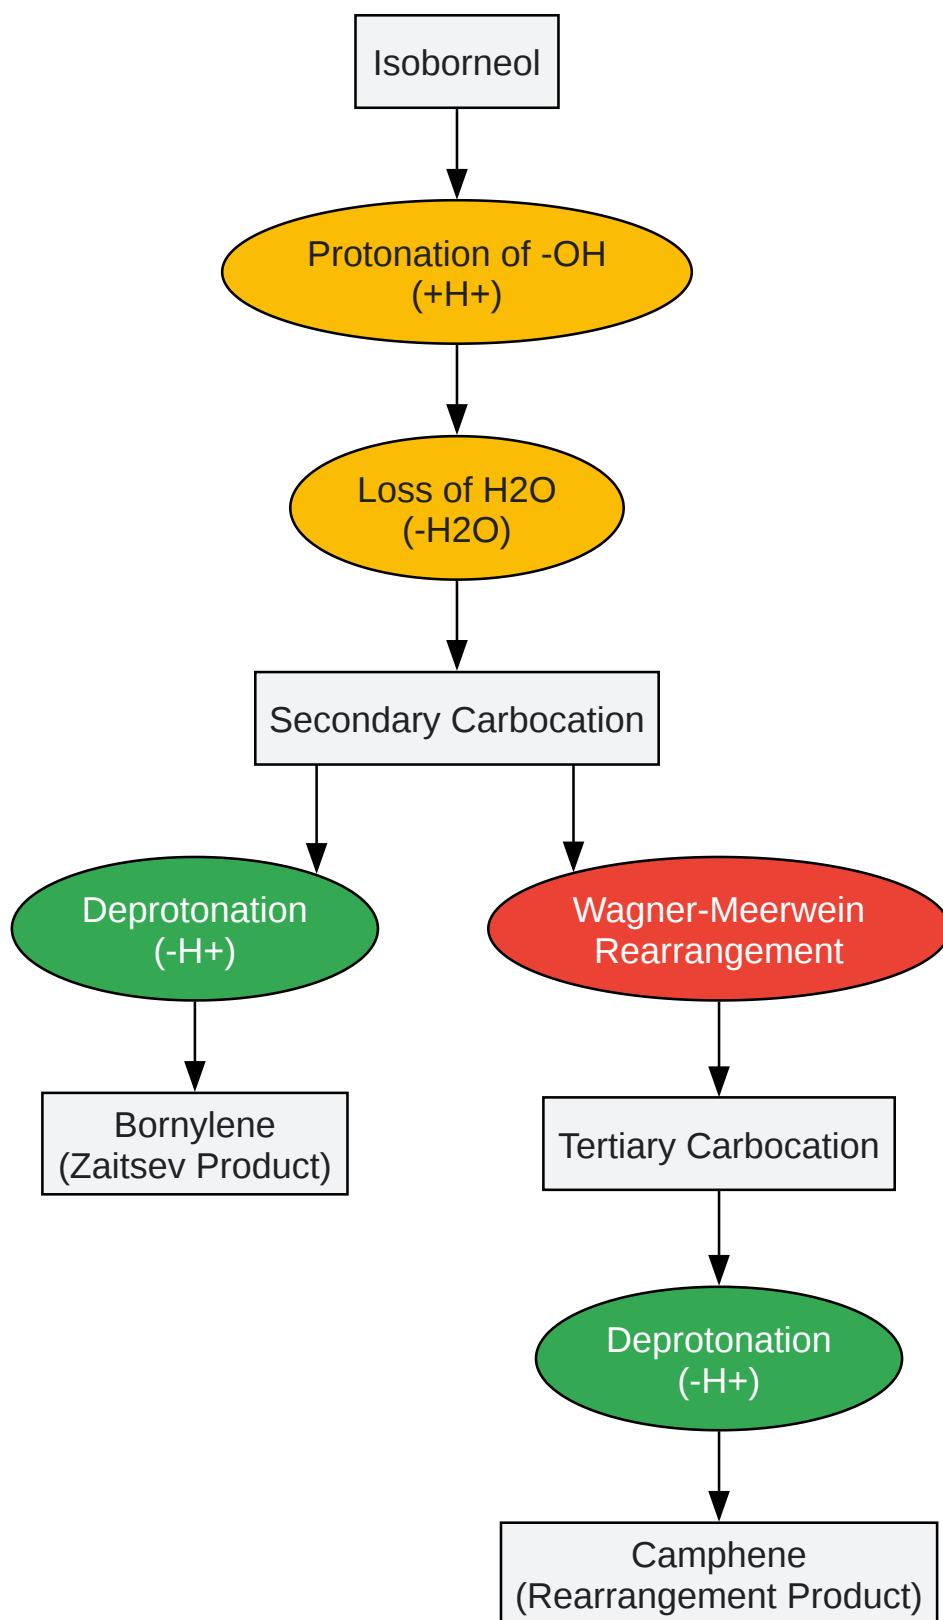 Isoborneol
Protonation of -OH
(+H+)
Loss of H2O
(-H2O)
Secondary Carbocation
Deprotonation
(-H+)
Wagner-Meerwein
Rearrangement
Bornylene
(Zaitsev Product)
Tertiary Carbocation
Deprotonation
(-H+)
Camphene
(Rearrangement Product)